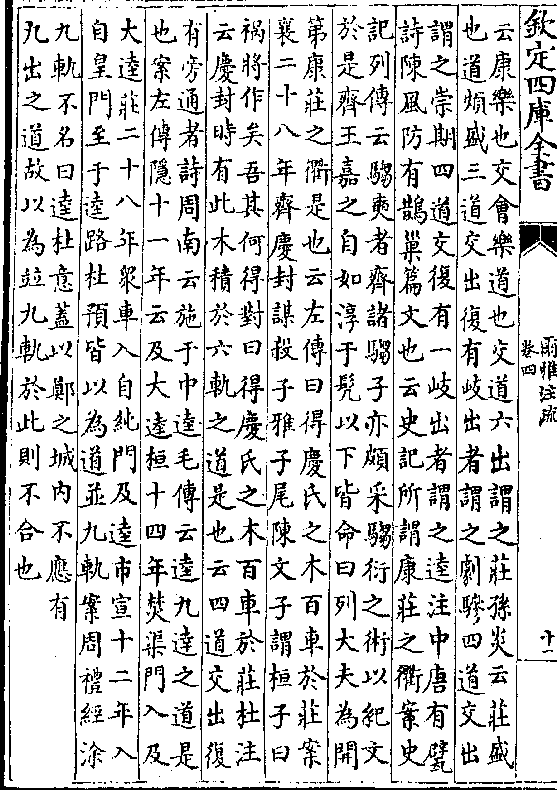 欽定四庫全書
爾雅注疏
卷四
十二
云康樂也交會樂道也交道六出謂之莊孫炎云莊盛
也道煩盛三道交出復有岐出者謂之劇驂四道交出
謂之崇期四道交復有一岐出者謂之逵注中唐有甓
詩陳風防有鵲巢篇文也云史記所謂康莊之衢案史
記列傳云騶奭者齊諸騶子亦頗采騶衍之術以紀文
於是齊王嘉之自如淳于髡以下皆命曰列大夫為開
第康莊之衢是也云左傳曰得慶氏之木百車於莊案
襄二十八年齊慶封謀殺子雅子尾陳文子謂桓子曰
禍將作矣吾其何得對曰得慶氏之木百車於莊杜注
云慶封時有此木積於六軌之道是也云四道交出復
有旁通者詩周南云施于中逵毛傳云逵九達之道是
也案左傳隱十一年云及大逵桓十四年焚渠門入及
大逵莊二十八年衆車入自純門及逵市宣十二年入
自皇門至于逵路杜預皆以為道並九軌案周禮經涂
九軌不名曰逵杜意蓋以鄭之城内不應有
九出之道故以為竝九軌於此則不合也